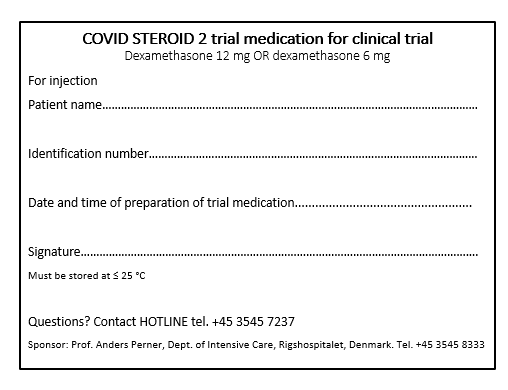 COVID STEROID 2 trial medication for clinical trial
Dexamethasone 12 mg OR dexamethasone 6 mg
For injection
Patient name.......................................................................................................
Identification number.........................................................................................
Date and time of preparation of trial medication................................................
Signature.............................................................................................................
Must be stored at ≤ 25 °C
Questions? Contact HOTLINE tel. +45 3545 7237
Sponsor: Prof. Anders Perner, Dept. of Intensive Care, Rigshospitalet, Denmark. Tel. +45 3545 8333